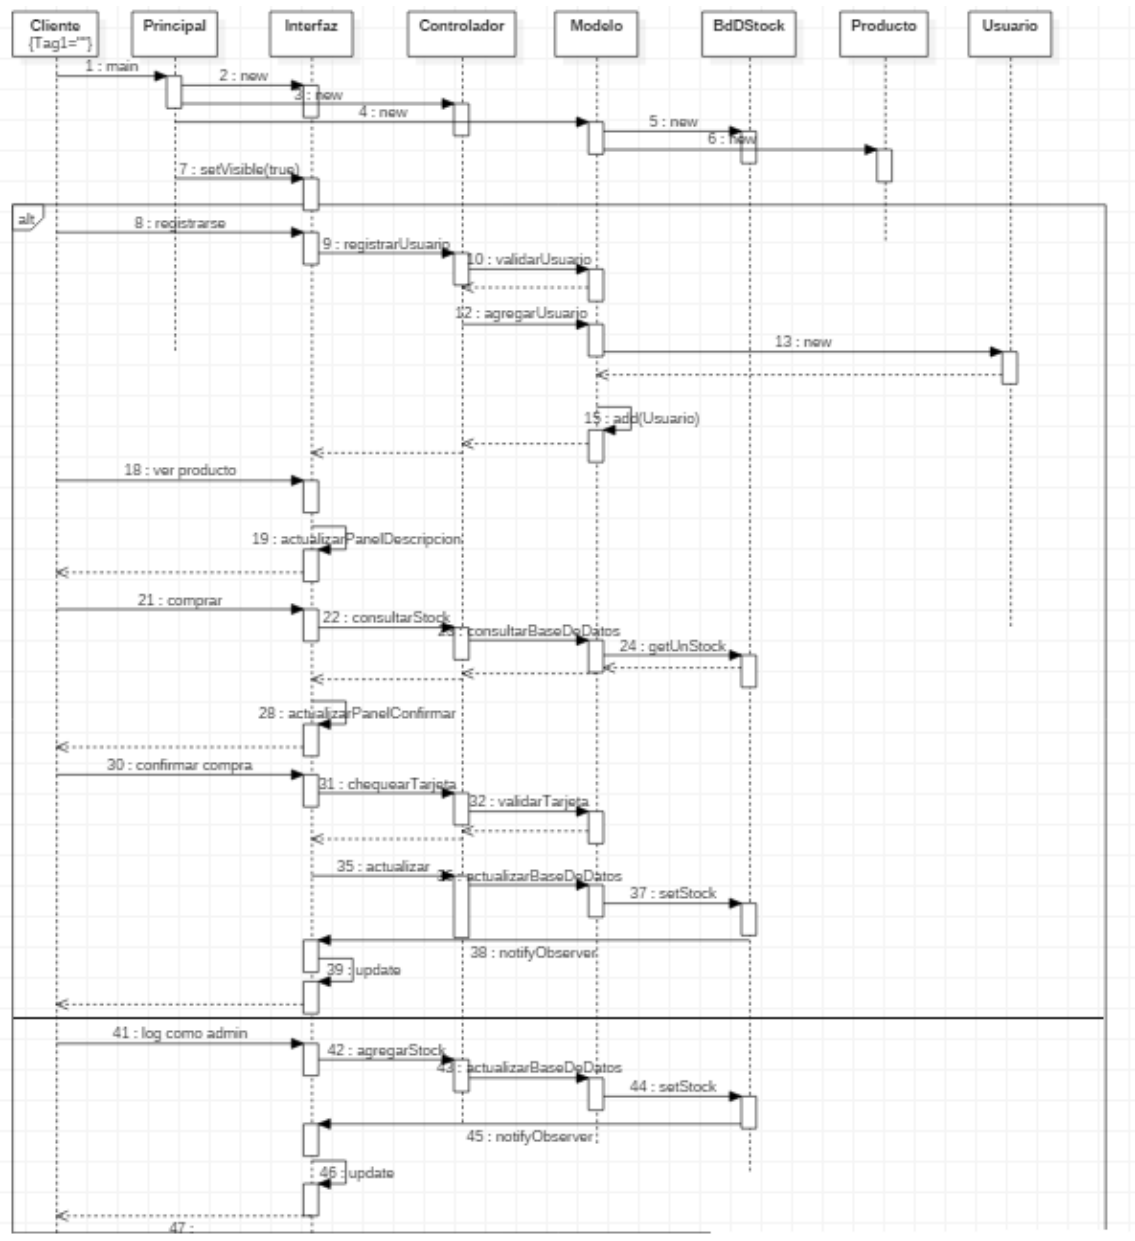 Cliente
{Tag1=""}
Principal
Interfaz
Controlador
Modelo
BdDStock
Producto
Usuario
1 : main
2 : new
3 : new
4 : new
5 : new
6 : new
7 : setVisible(true)
alt
8 : registrarse
9 : registrarUsuario
10 : validarUsuario
12 : agregarUsuario
13 : new
15 : add(Usuario)
18 : ver producto
19 : actualizarPanelDescripcion
21 : comprar
22 : consultarStock
23 : consultarBaseDeDatos
24 : getUnStock
28 : actualizarPanelConfirmar
30 : confirmar compra
31 : chequearTarjeta
32 : validarTarjeta
35 : actualizar
36 : actualizarBaseDeDatos
37 : setStock
38 : notifyObserver
39 : update
41 : log como admin
42 : agregarStock
43 : actualizarBaseDeDatos
44 : setStock
45 : notifyObserver
46 : update
47 :